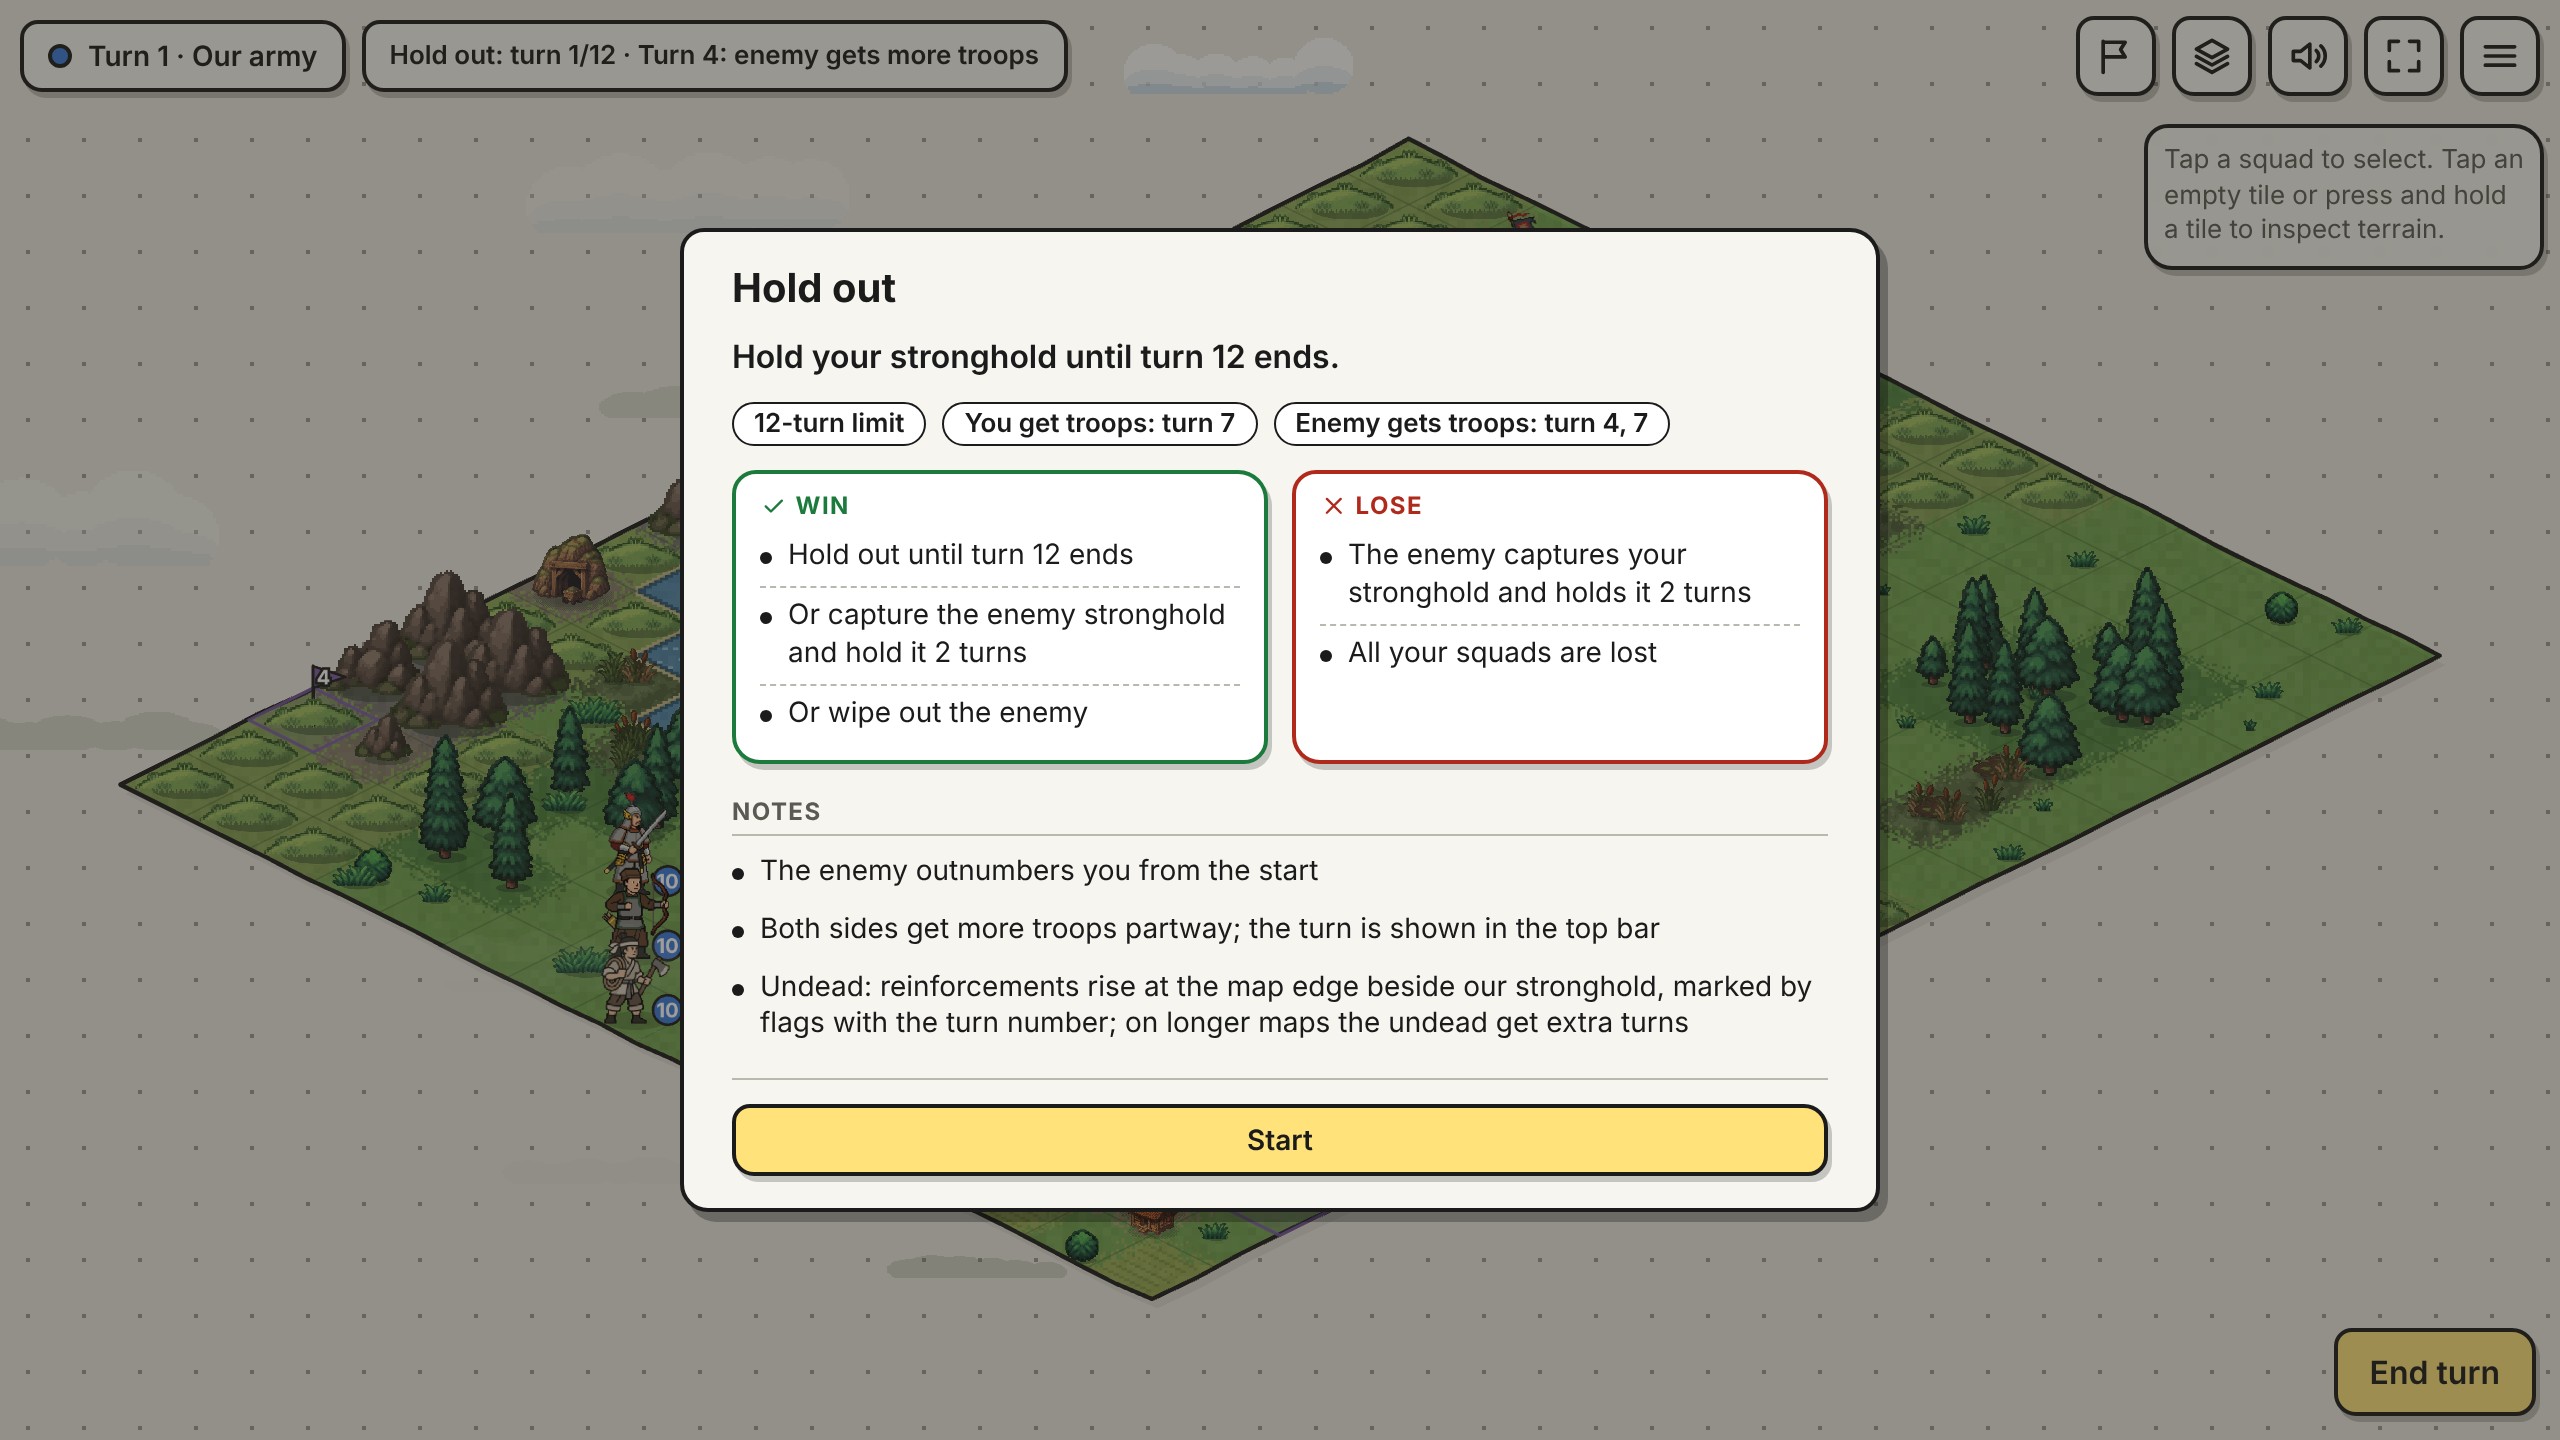 Turn 1 · Our army
Hold out: turn 1/12 · Turn 4: enemy gets more troops
Tap a squad to select. Tap an
empty tile or press and hold
a tile to inspect terrain.
Hold out
Hold your stronghold until turn 12 ends.
12-turn limit
You get troops: turn 7
Enemy gets troops: turn 4, 7
WIN
Hold out until turn 12 ends
Or capture the enemy stronghold
and hold it 2 turns
Or wipe out the enemy
LOSE
The enemy captures your
stronghold and holds it 2 turns
All your squads are lost
4
10
10
10
NOTES
The enemy outnumbers you from the start
Both sides get more troops partway; the turn is shown in the top bar
Undead: reinforcements rise at the map edge beside our stronghold, marked by
flags with the turn number; on longer maps the undead get extra turns
Start
End turn